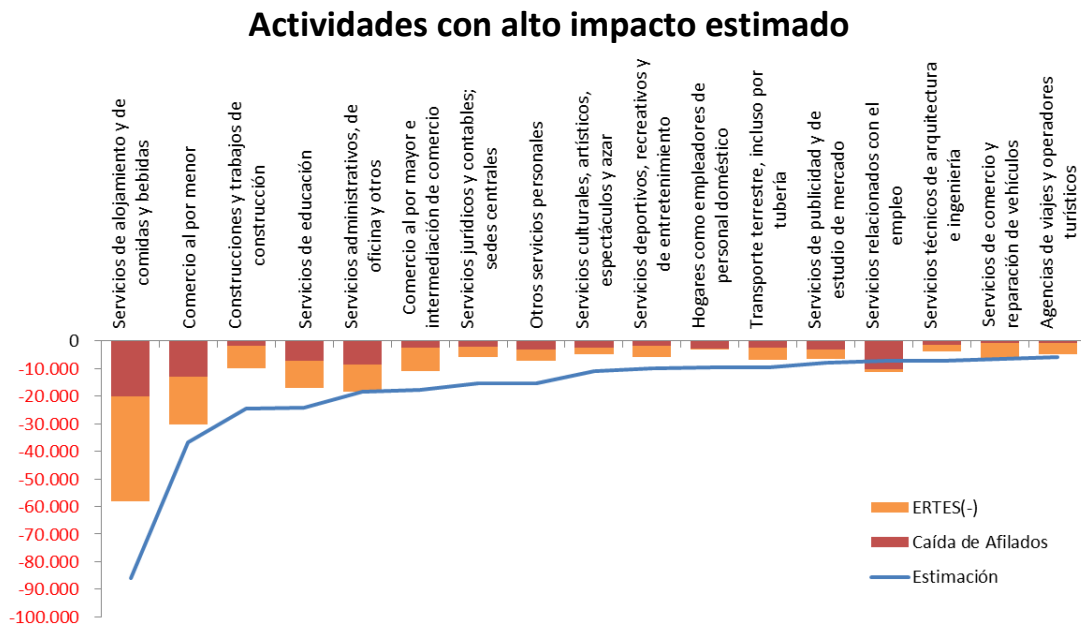 Actividades con alto impacto estimado
Servicios de alojamiento y de
comidas y bebidas
Comercio al por menor
Construcciones y trabajos de
construcción
Servicios de educación
Servicios administrativos, de
oficina y otros
Comercio al por mayor e
intermediación de comercio
Servicios jurídicos y contables;
sedes centrales
Otros servicios personales
Servicios culturales, artísticos,
espectáculos y azar
Servicios deportivos, recreativos y
de entretenimiento
Hogares como empleadores de
personal doméstico
Transporte terrestre, incluso por
tubería
Servicios de publicidad y de
estudio de mercado
Servicios relacionados con el
empleo
Servicios técnicos de arquitectura
e ingeniería
Servicios de comercio y
reparación de vehículos
Agencias de viajes y operadores
turísticos
0
-10.000
-20.000
-30.000
-40.000
-50.000
-60.000
-70.000
-80.000
-90.000
-100.000
ERTES(-)
Caída de Afilados
Estimación